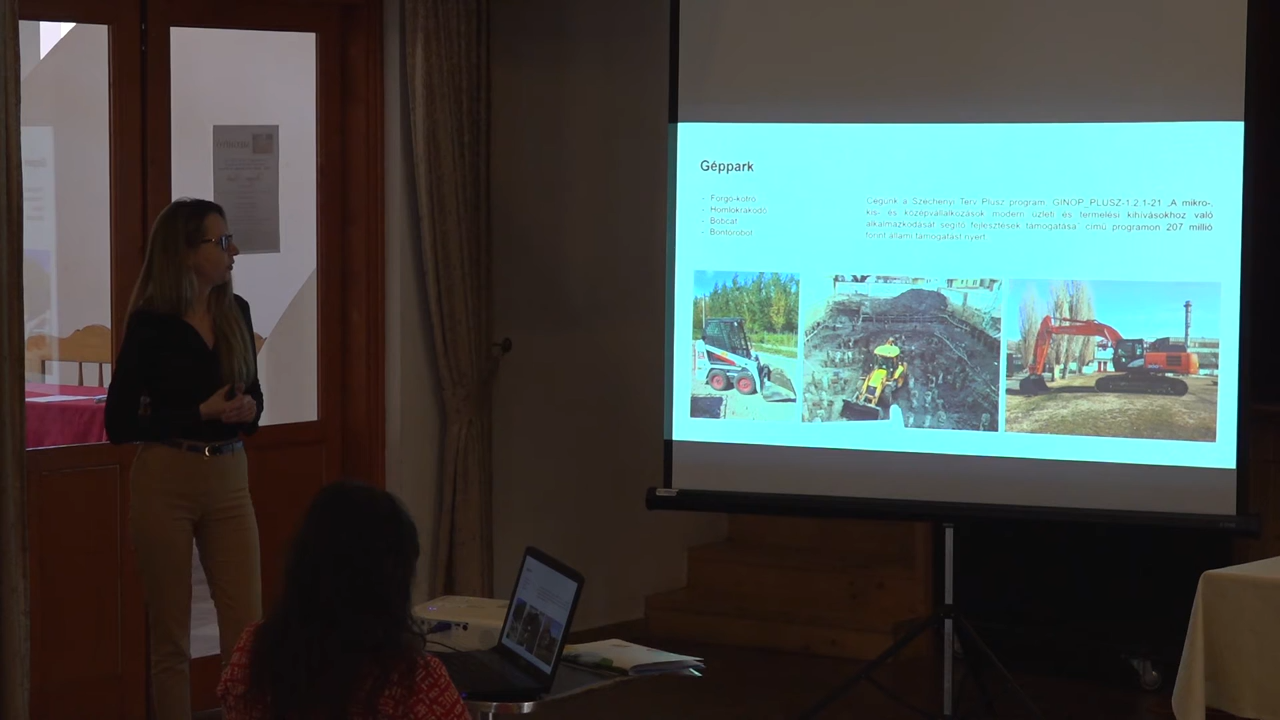 Géppark
- Forgó-kotró
- Homlokrakodó
- Bobcat
- Bontórobot
Cégünk a Széchenyi Terv Plusz program, GINOP_PLUSZ-1.2.1-21 „A mikro-,
kis- és középvállalkozások modern üzleti és termelési kihívásokhoz való
alkalmazkodását segítő fejlesztések támogatása” című programon 207 millió
forint állami támogatást nyert.